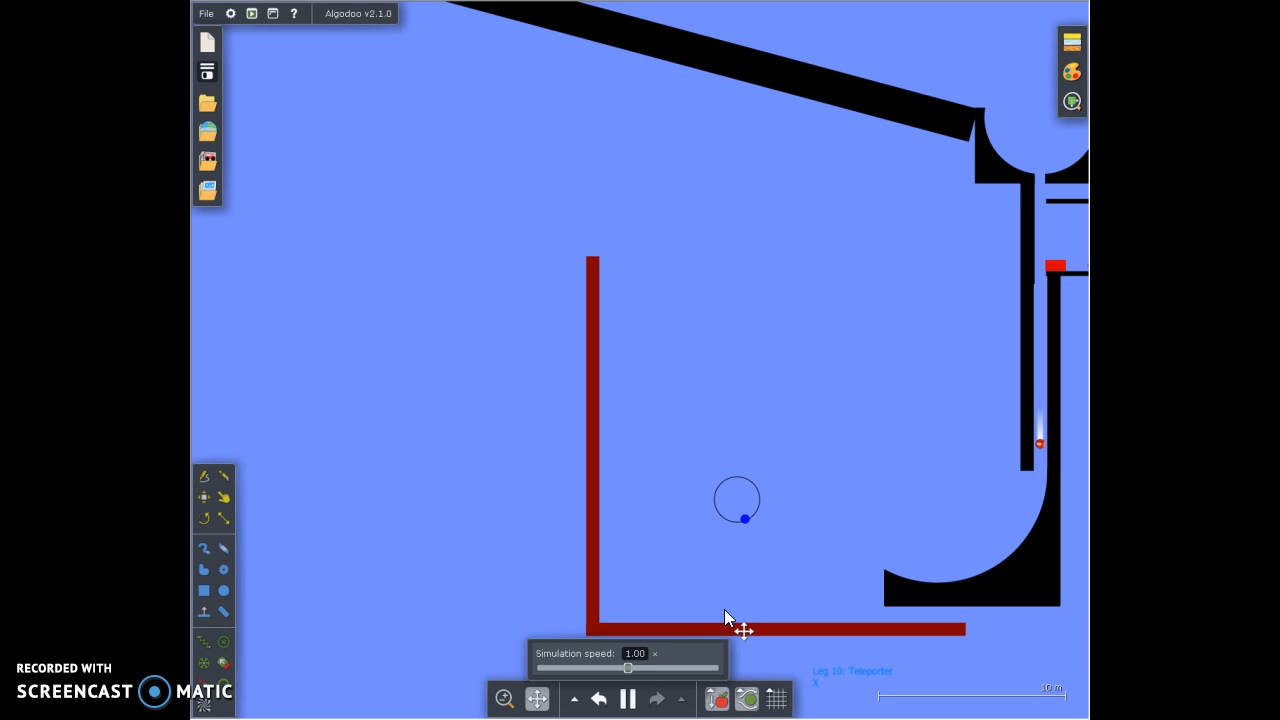 File ? Algodoo v2.1.0
Simulation speed: 1.00 ×
Leg 10: Teleporter
X
10 m
RECORDED WITH
SCREENCAST MATIC